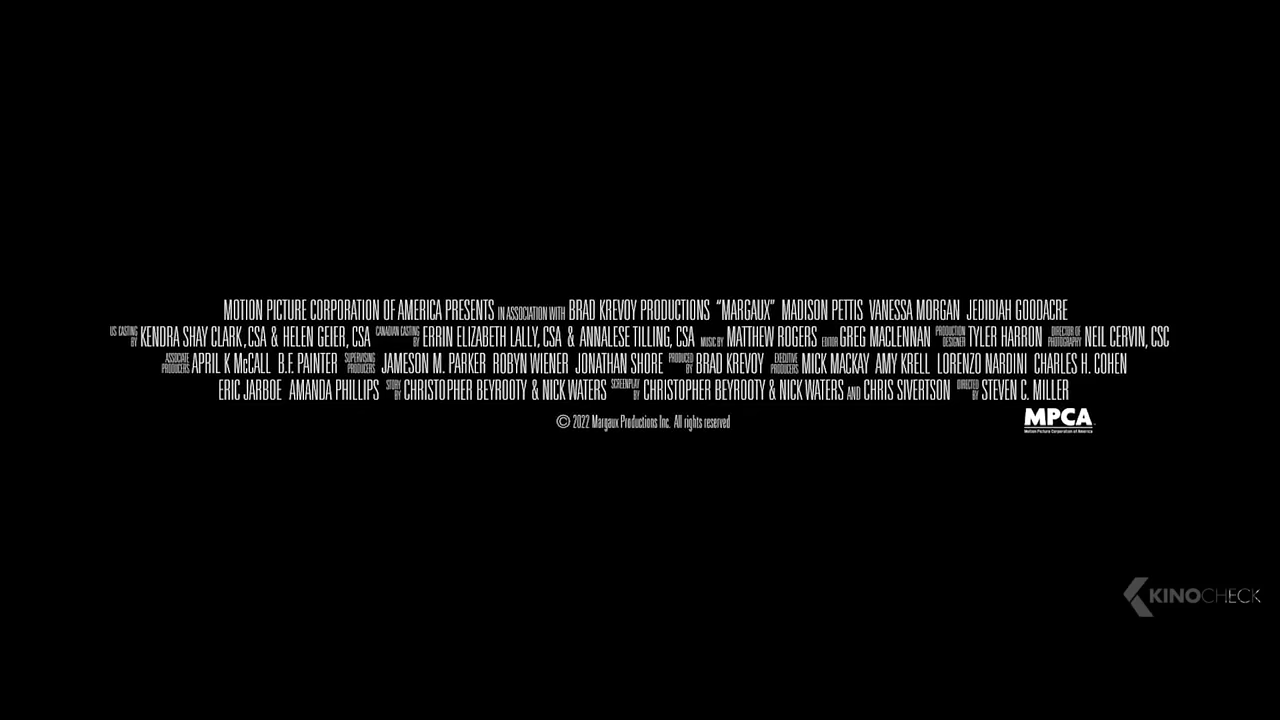 MOTION PICTURE CORPORATION OF AMERICA PRESENTS IN ASSOCIATION WITH BRAD KREVOY PRODUCTIONS "MARGAUX" MADISON PETTIS VANESSA MORGAN JEDIDIAH GOODACRE
US CASTING BY KENDRA SHAY CLARK, CSA & HELEN GEIER, CSA CANADIAN CASTING BY ERRIN ELIZABETH LALLY, CSA & ANNALESE TILLING, CSA MUSIC BY MATTHEW ROGERS EDITOR GREG MACLENNAN PRODUCTION DESIGNER TYLER HARRON DIRECTOR OF PHOTOGRAPHY NEIL CERVIN, CSC
ASSOCIATE PRODUCERS APRIL K McCALL B.F. PAINTER SUPERVISING PRODUCERS JAMESON M. PARKER ROBYN WIENER JONATHAN SHORE PRODUCED BY BRAD KREVOY EXECUTIVE PRODUCERS MICK MACKAY AMY KRELL LORENZO NARDINI CHARLES H. COHEN
ERIC JARBOE AMANDA PHILLIPS STORY BY CHRISTOPHER BEYROOTY & NICK WATERS SCREENPLAY BY CHRISTOPHER BEYROOTY & NICK WATERS AND CHRIS SIVERTSON DIRECTED BY STEVEN C. MILLER
© 2022 Margaux Productions Inc. All rights reserved
MPCA
Motion Picture Corporation of America
KINOCHECK